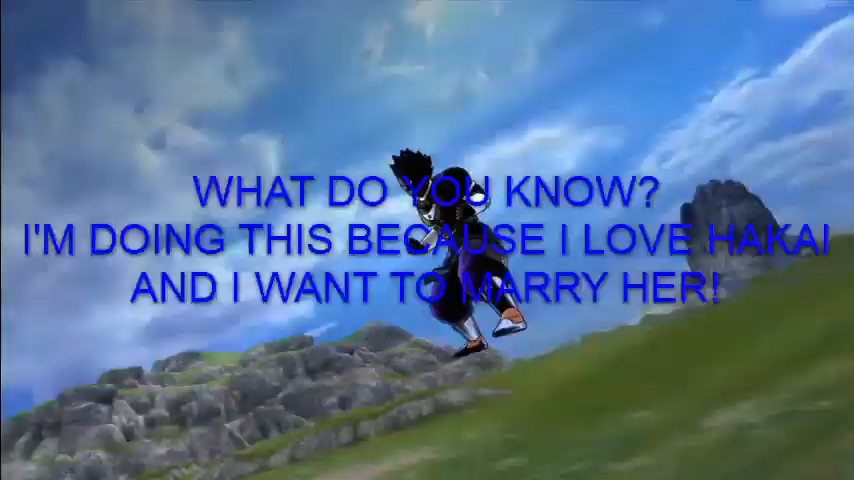 WHAT DO YOU KNOW?
I'M DOING THIS BECAUSE I LOVE HAKAI
AND I WANT TO MARRY HER!